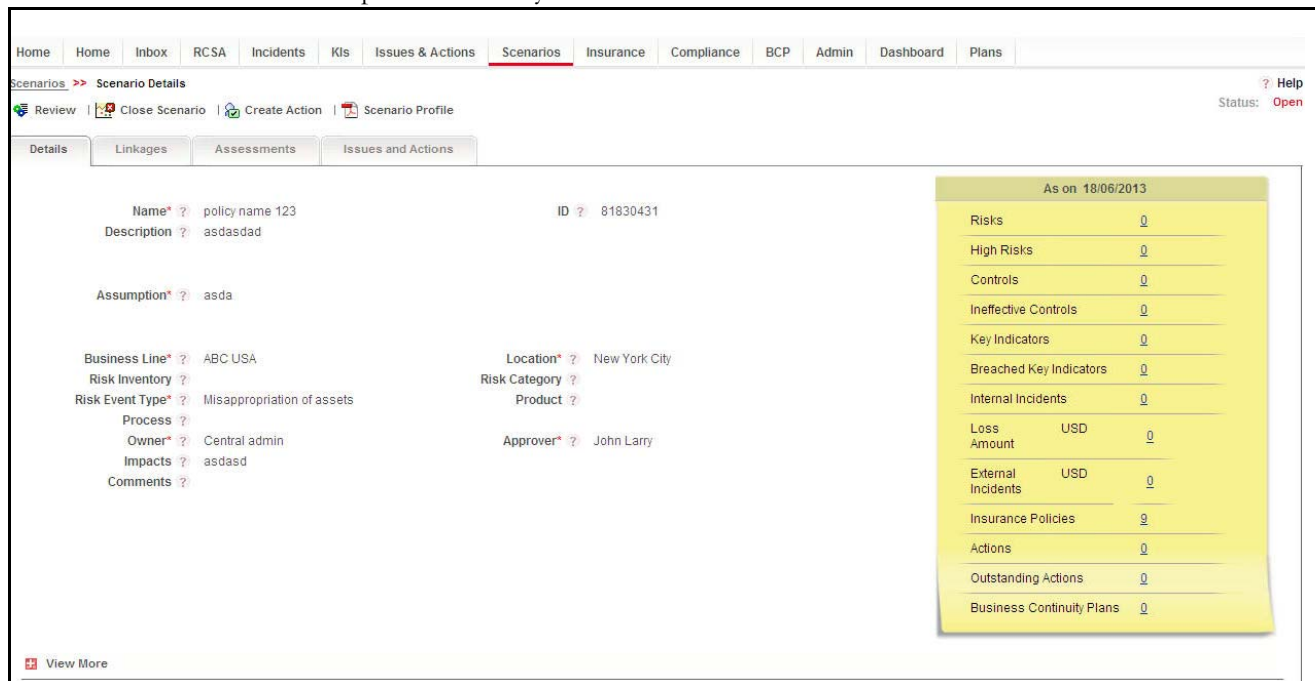 Home Home Inbox RCSA Incidents KIs Issues & Actions Scenarios Insurance Compliance BCP Admin Dashboard Plans
Scenarios >> Scenario Details ? Help
Review | Close Scenario | Create Action | Scenario Profile Status: Open
Details Linkages Assessments Issues and Actions
As on 18/06/2013
Name* ? policy name 123 ID ? 81830431
Description ? asdasdad
Assumption* ? asda
Business Line* ? ABC USA Location* ? New York City
Risk Inventory ? Risk Category ?
Risk Event Type* ? Misappropriation of assets Product ?
Process ?
Owner* ? Central admin Approver* ? John Larry
Impacts ? asdasd
Comments ?
Risks 0
High Risks 0
Controls 0
Ineffective Controls 0
Key Indicators 0
Breached Key Indicators 0
Internal Incidents 0
Loss Amount USD 0
External Incidents USD 0
Insurance Policies 9
Actions 0
Outstanding Actions 0
Business Continuity Plans 0
View More